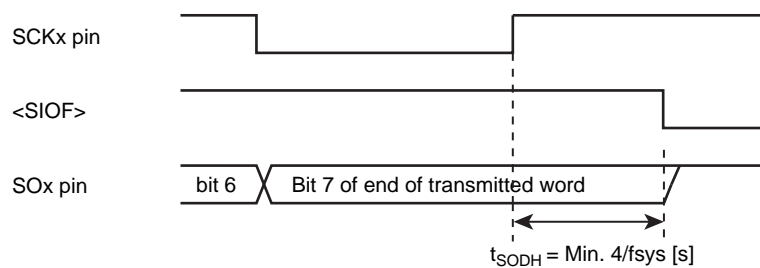 SCKx pin
<SIOF>
SOx pin
bit 6
Bit 7 of end of transmitted word
tSODH = Min. 4/fsys [s]